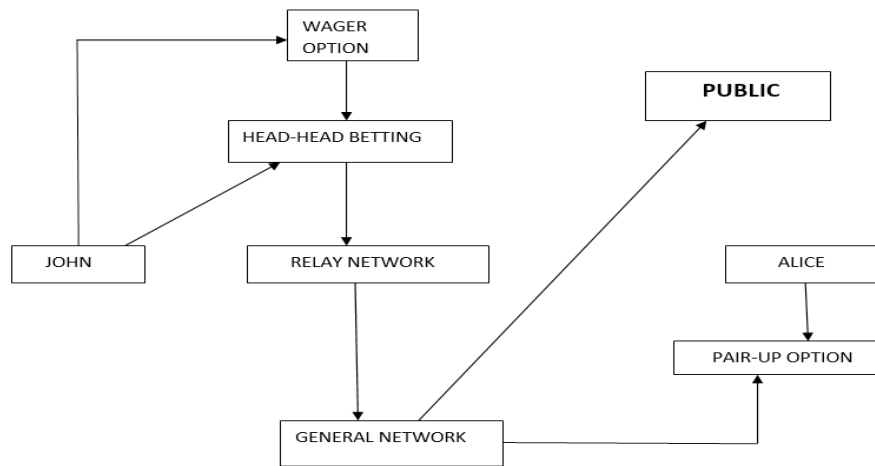 WAGER
OPTION
PUBLIC
HEAD-HEAD BETTING
JOHN
RELAY NETWORK
ALICE
PAIR-UP OPTION
GENERAL NETWORK